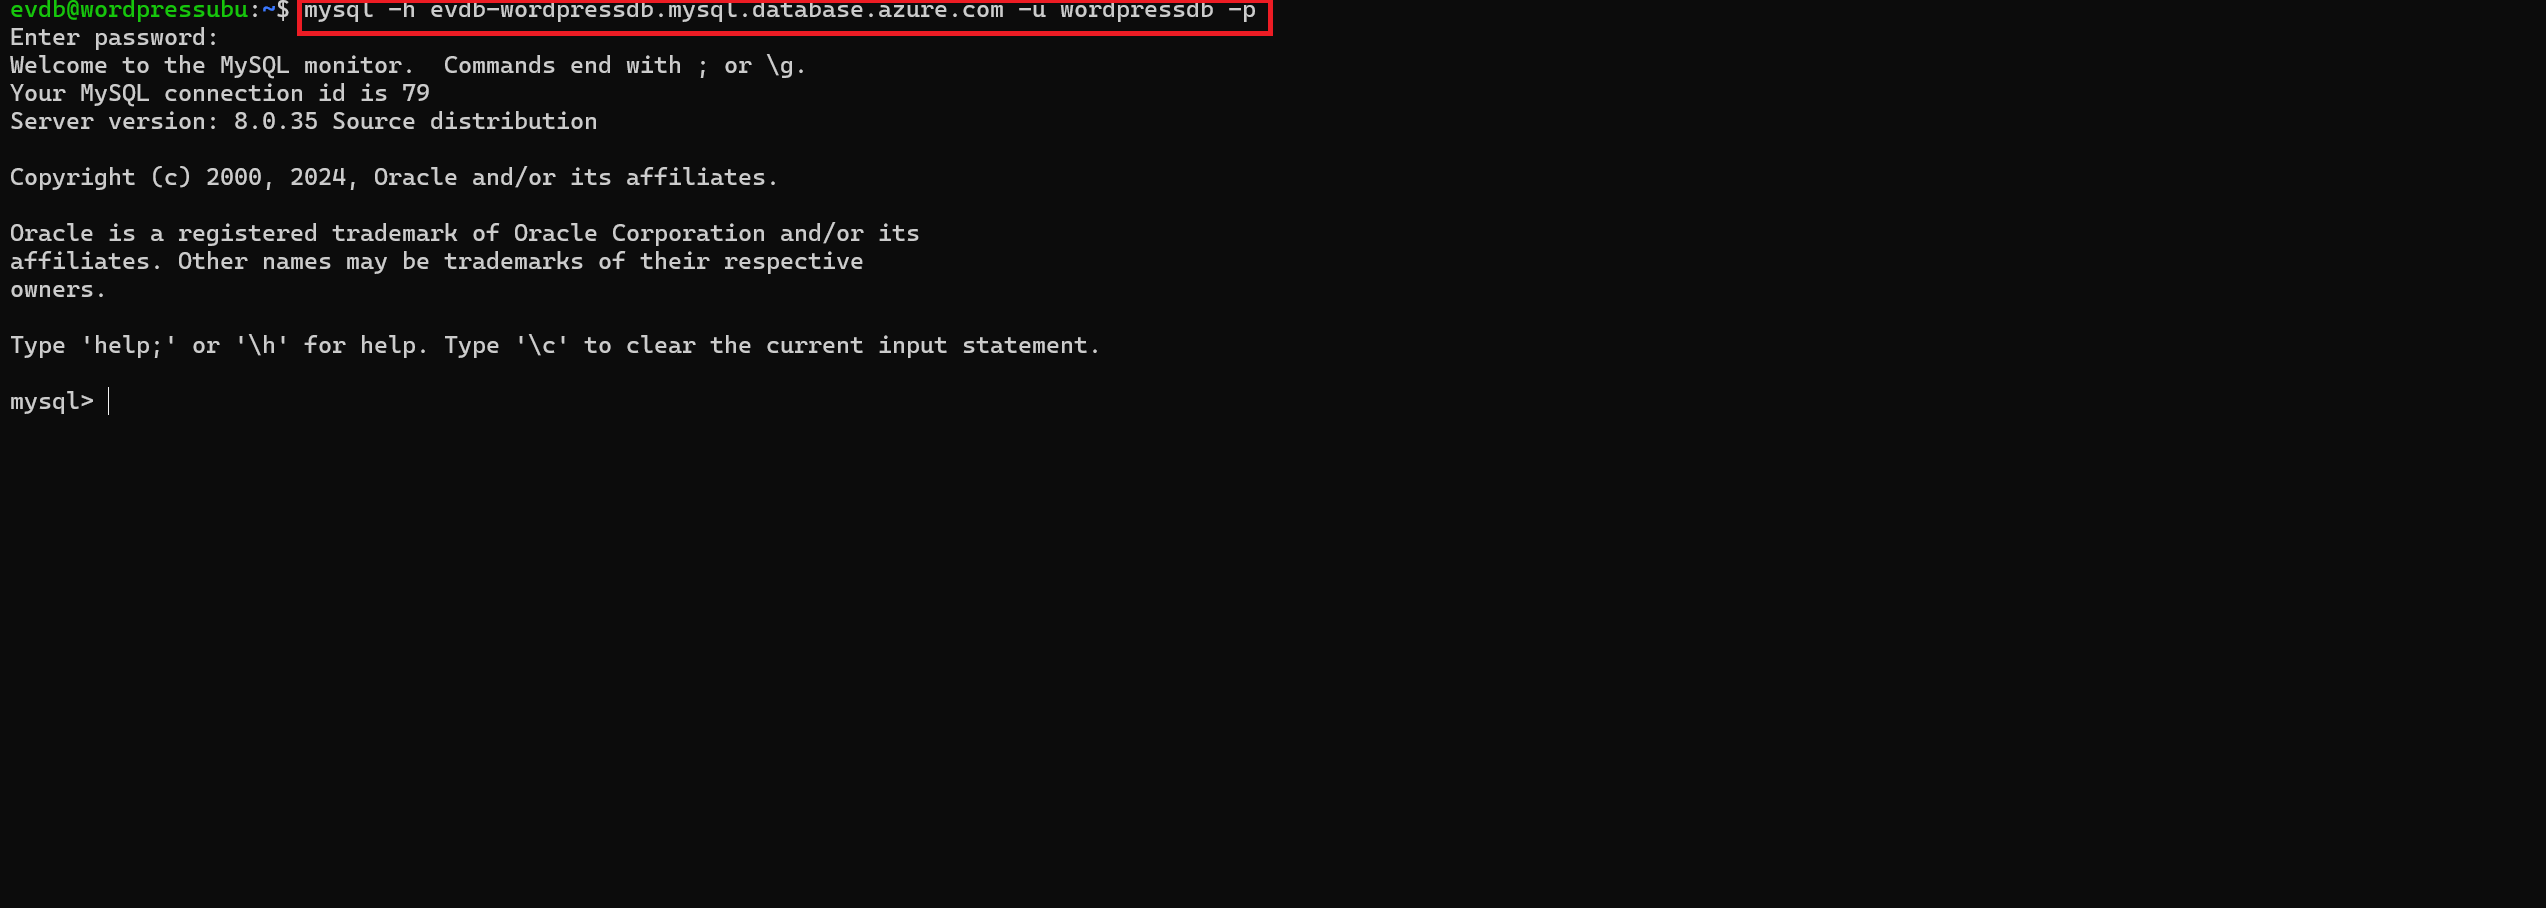 evdb@wordpressubu:~$ mysql -h evdb-wordpressdb.mysql.database.azure.com -u wordpressdb -p
Enter password:
Welcome to the MySQL monitor.  Commands end with ; or \g.
Your MySQL connection id is 79
Server version: 8.0.35 Source distribution
Copyright (c) 2000, 2024, Oracle and/or its affiliates.
Oracle is a registered trademark of Oracle Corporation and/or its
affiliates. Other names may be trademarks of their respective
owners.
Type 'help;' or '\h' for help. Type '\c' to clear the current input statement.
mysql>